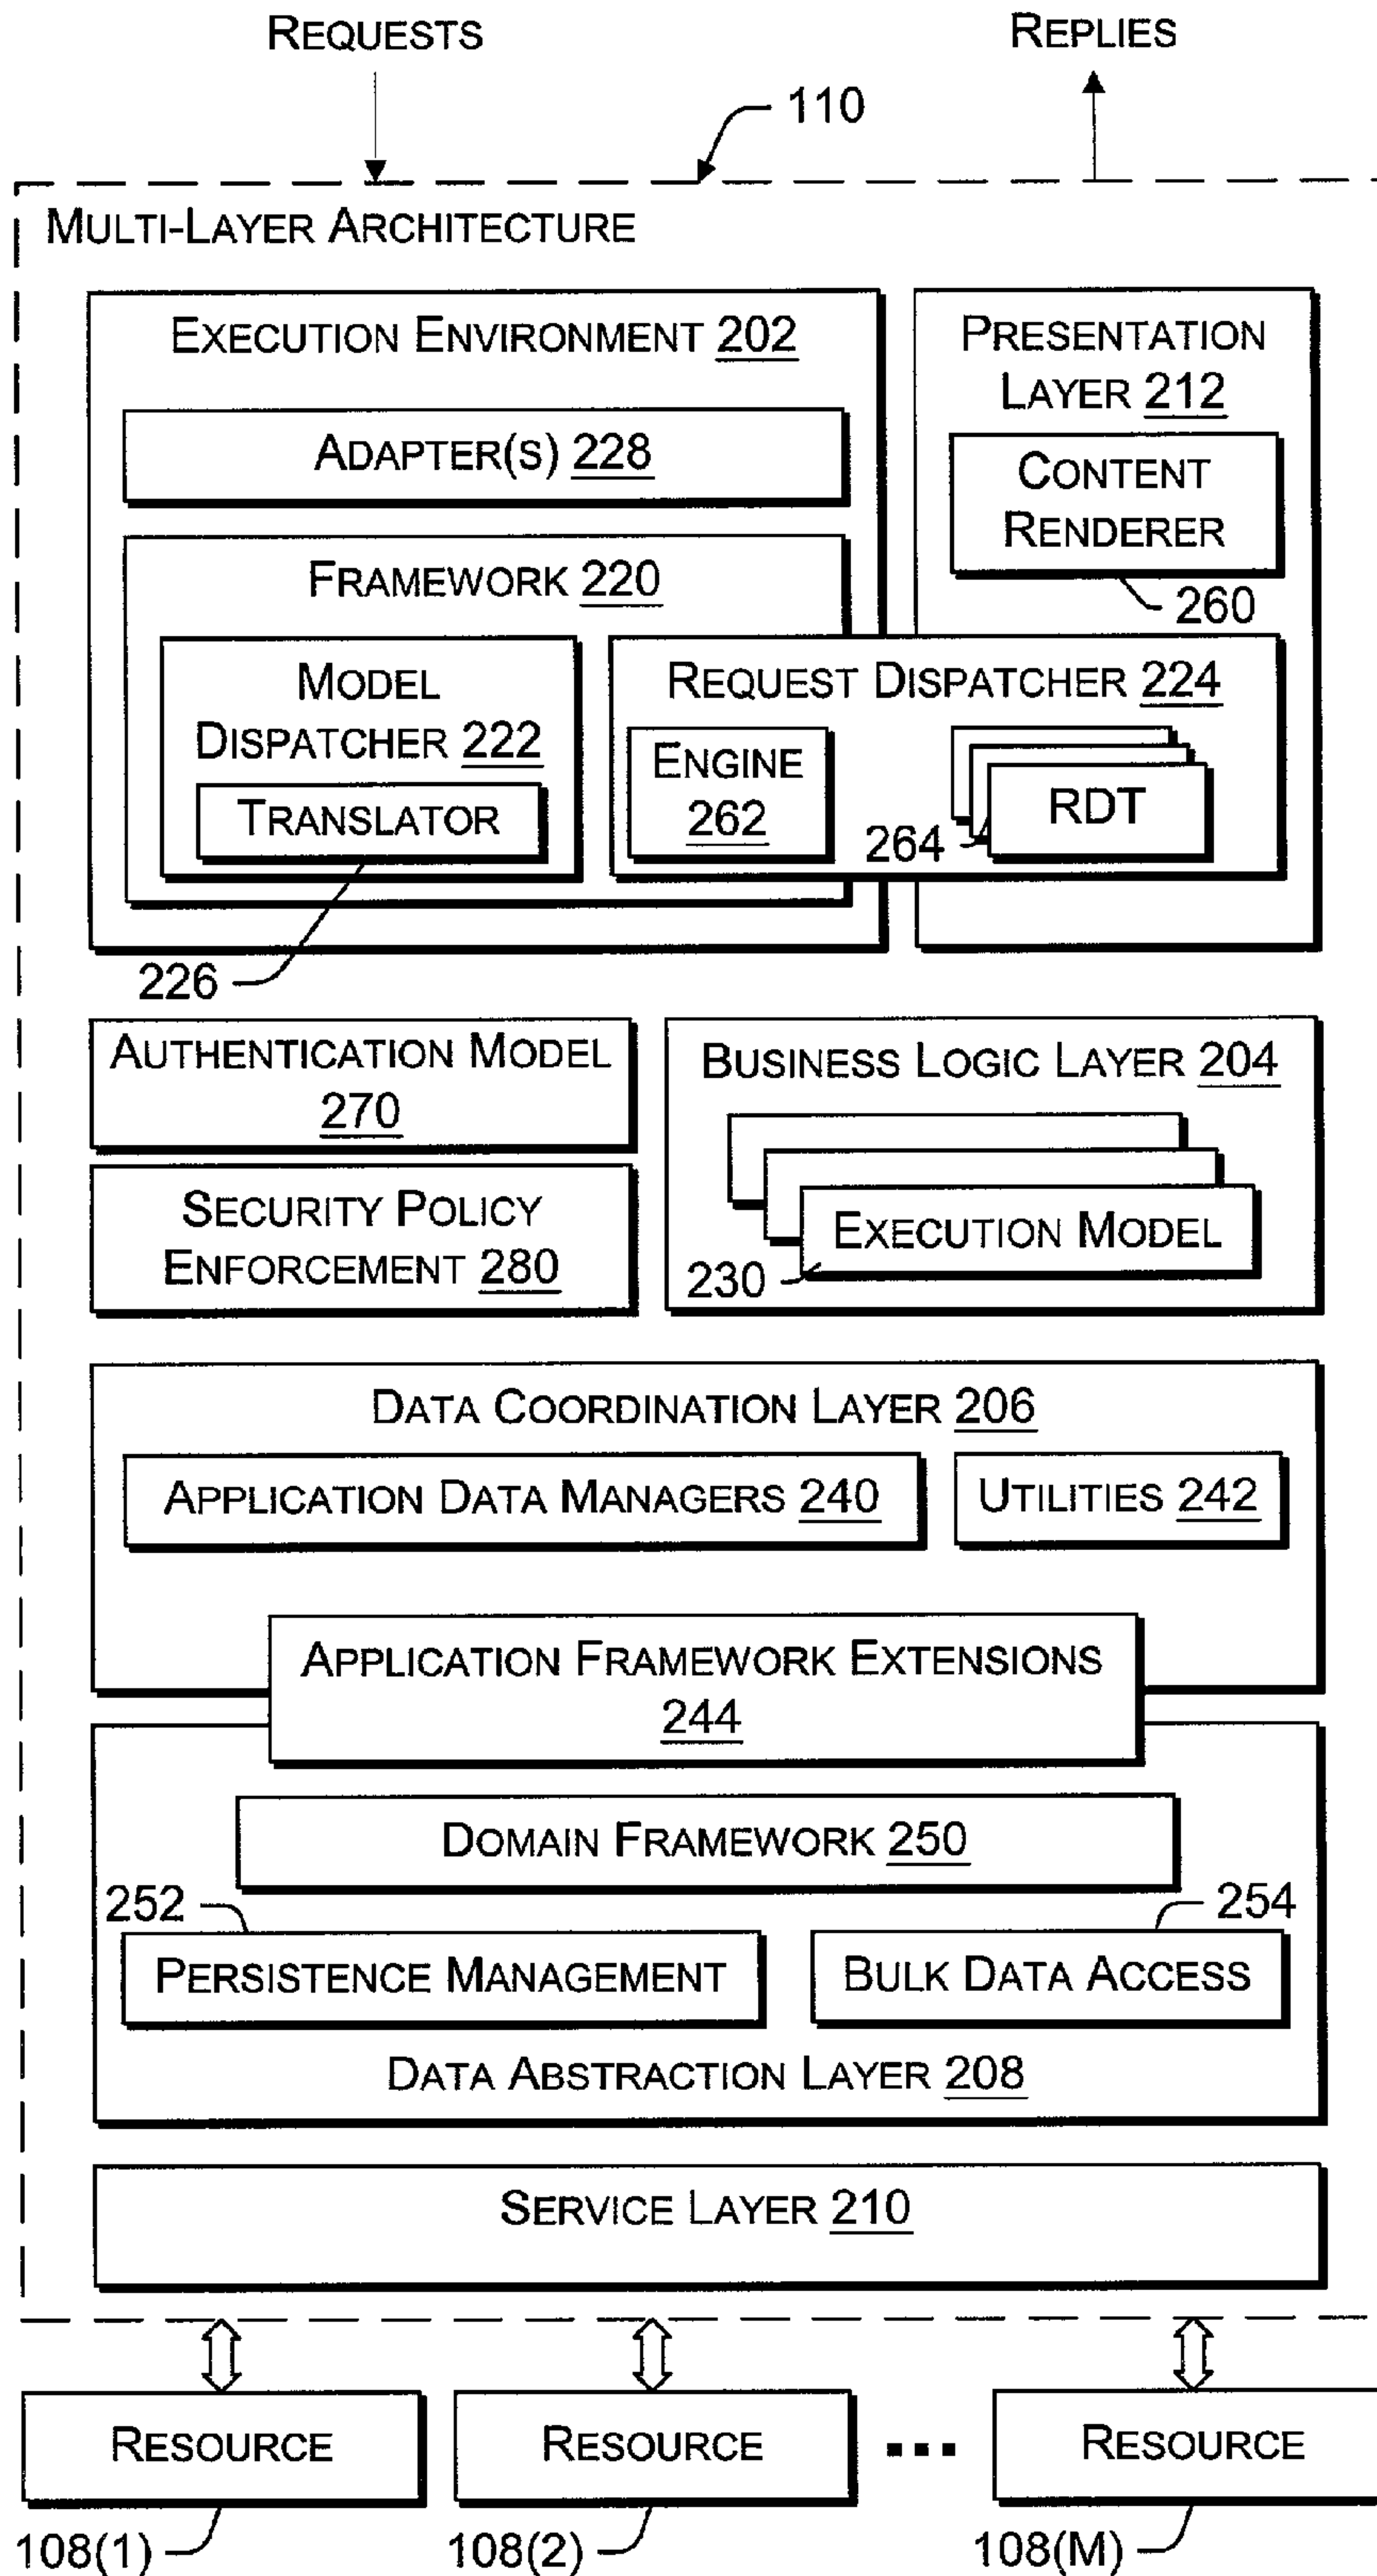 REQUESTS
REPLIES
110
MULTI-LAYER ARCHITECTURE
EXECUTION ENVIRONMENT 202
ADAPTER(S) 228
FRAMEWORK 220
MODEL
DISPATCHER 222
TRANSLATOR
226
PRESENTATION
LAYER 212
CONTENT
RENDERER
260
REQUEST DISPATCHER 224
ENGINE
262
264
RDT
AUTHENTICATION MODEL
270
SECURITY POLICY
ENFORCEMENT 280
BUSINESS LOGIC LAYER 204
EXECUTION MODEL
230
DATA COORDINATION LAYER 206
APPLICATION DATA MANAGERS 240
UTILITIES 242
APPLICATION FRAMEWORK EXTENSIONS
244
DOMAIN FRAMEWORK 250
252
254
PERSISTENCE MANAGEMENT
BULK DATA ACCESS
DATA ABSTRACTION LAYER 208
SERVICE LAYER 210
RESOURCE
RESOURCE
...
RESOURCE
108(1)
108(2)
108(M)